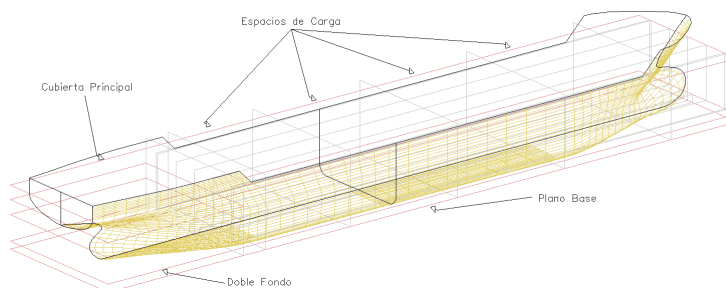 Espacios de Carga
Cubierta Principal
Plano Base
Doble Fondo